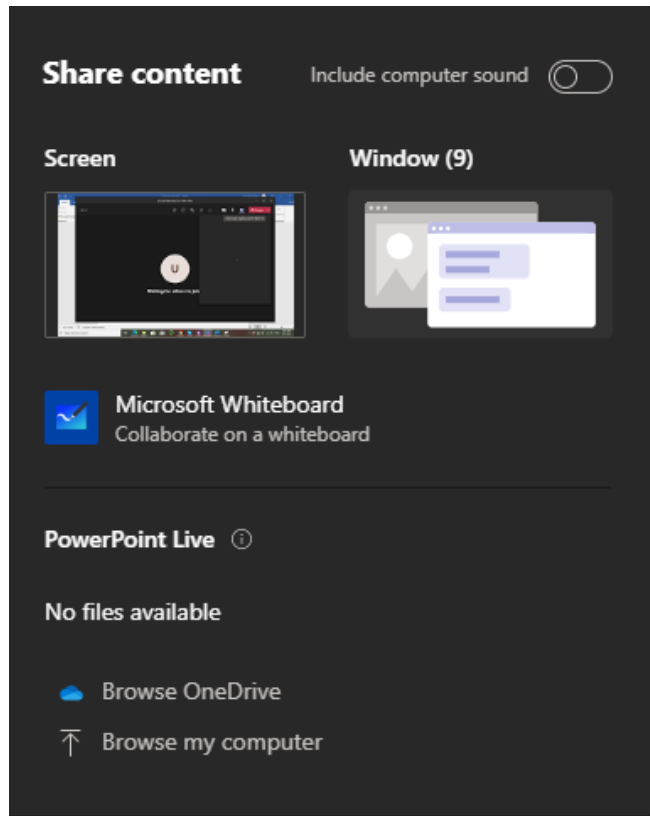 Share content
Include computer sound
Screen
Window (9)
U
Microsoft Whiteboard
Collaborate on a whiteboard
PowerPoint Live
No files available
Browse OneDrive
Browse my computer